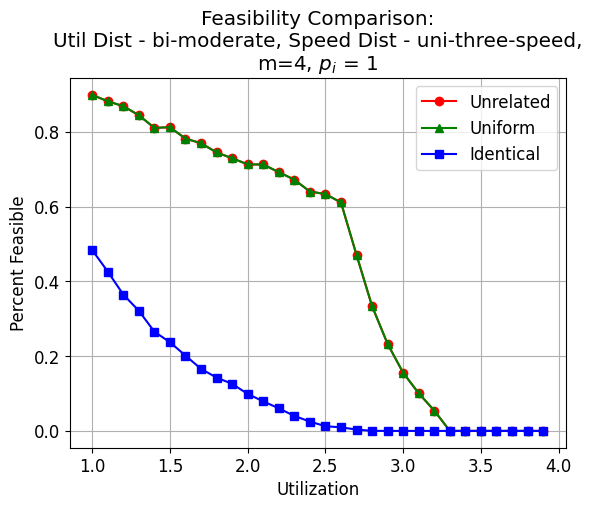 Feasibility Comparison:
Util Dist - bi-moderate, Speed Dist - uni-three-speed,
m=4, $p_i$ = 1
Unrelated
Uniform
Identical
Percent Feasible
0.8
0.6
0.4
0.2
0.0
1.0 1.5 2.0 2.5 3.0 3.5 4.0
Utilization